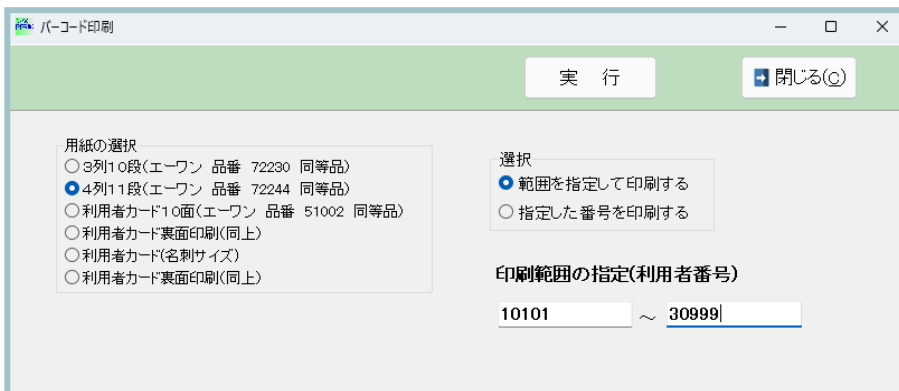 バーコード印刷
実　行
閉じる(C)
用紙の選択
3列10段(エーワン 品番 72230 同等品)
4列11段(エーワン 品番 72244 同等品)
利用者カード10面(エーワン 品番 51002 同等品)
利用者カード裏面印刷(同上)
利用者カード(名刺サイズ)
利用者カード裏面印刷(同上)
選択
範囲を指定して印刷する
指定した番号を印刷する
印刷範囲の指定(利用者番号)
10101 ～ 30999